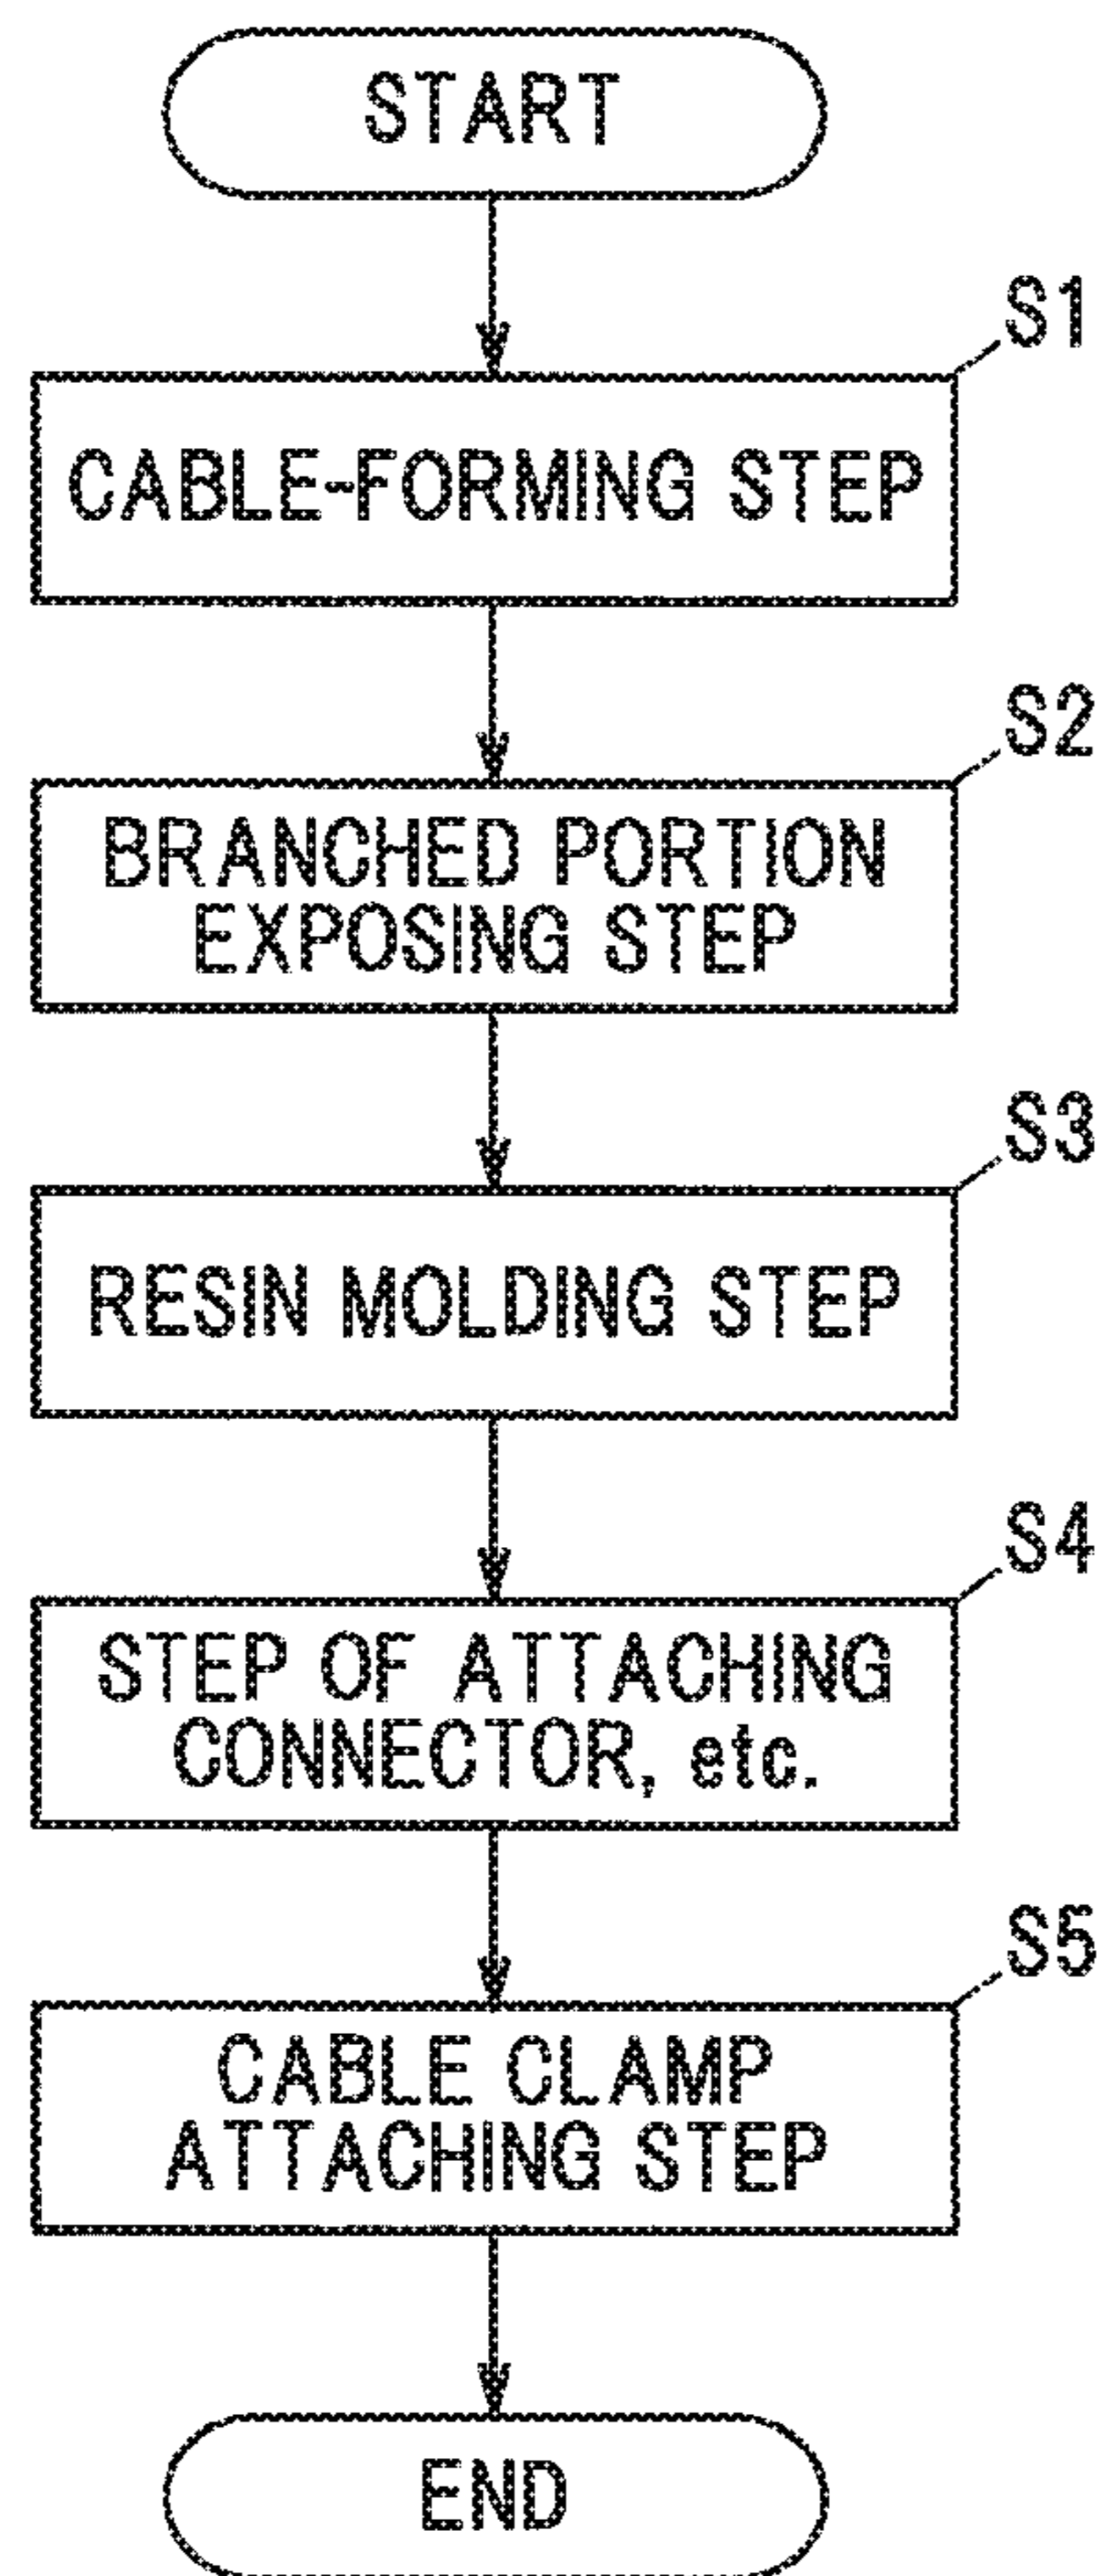 START
S1
CABLE-FORMING STEP
S2
BRANCHED PORTION
EXPOSING STEP
S3
RESIN MOLDING STEP
S4
STEP OF ATTACHING
CONNECTOR, etc.
S5
CABLE CLAMP
ATTACHING STEP
END